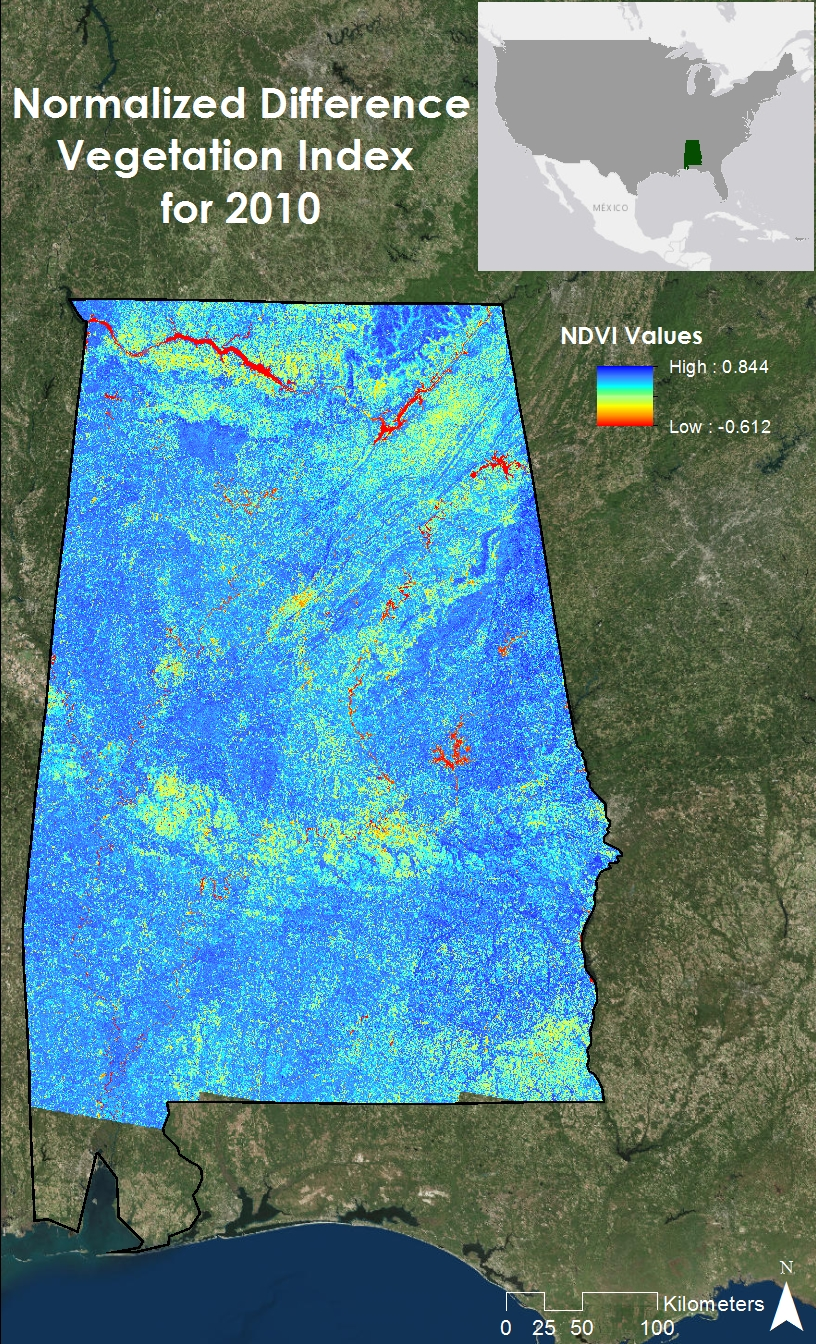 Normalized Difference
Vegetation Index
for 2010
MÉXICO
NDVI Values
High : 0.844
Low : -0.612
N
Kilometers
0 25 50 100